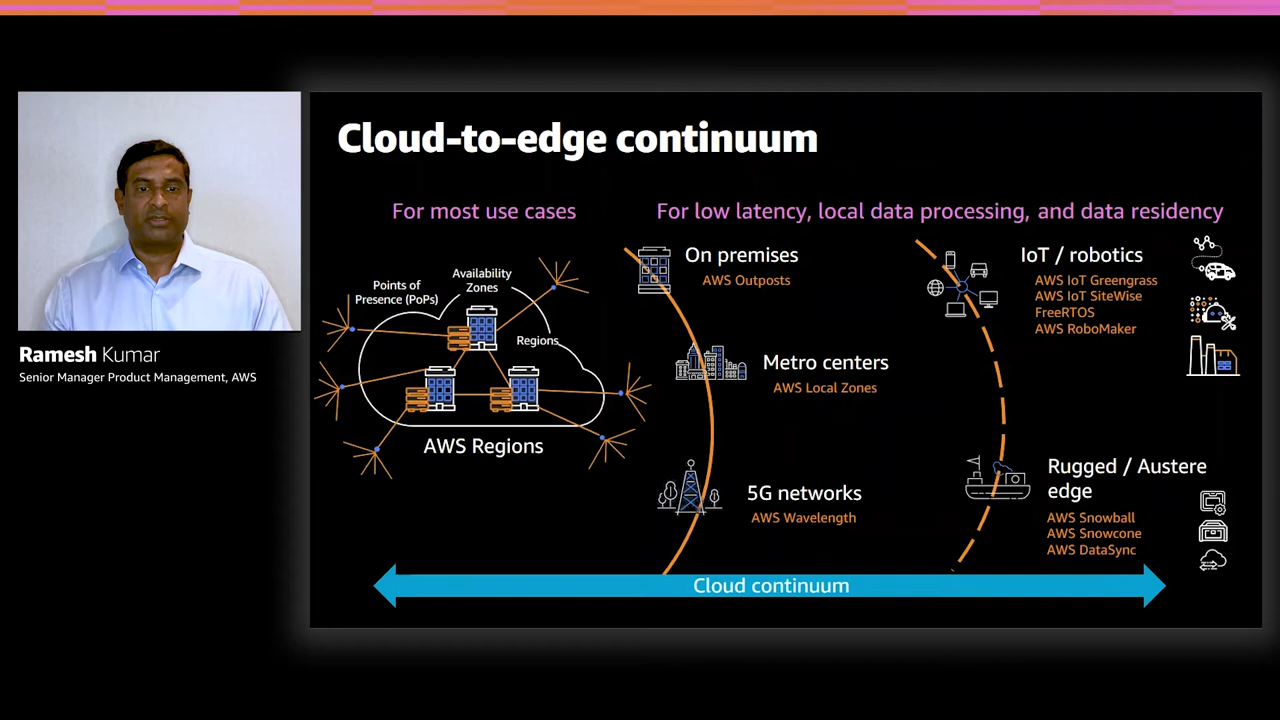 Cloud-to-edge continuum
For most use cases
For low latency, local data processing, and data residency
Points of
Presence (PoPs)
Availability
Zones
Regions
AWS Regions
On premises
AWS Outposts
Metro centers
AWS Local Zones
5G networks
AWS Wavelength
IoT / robotics
AWS IoT Greengrass
AWS IoT SiteWise
FreeRTOS
AWS RoboMaker
Rugged / Austere
edge
AWS Snowball
AWS Snowcone
AWS DataSync
Cloud continuum
Ramesh Kumar
Senior Manager Product Management, AWS